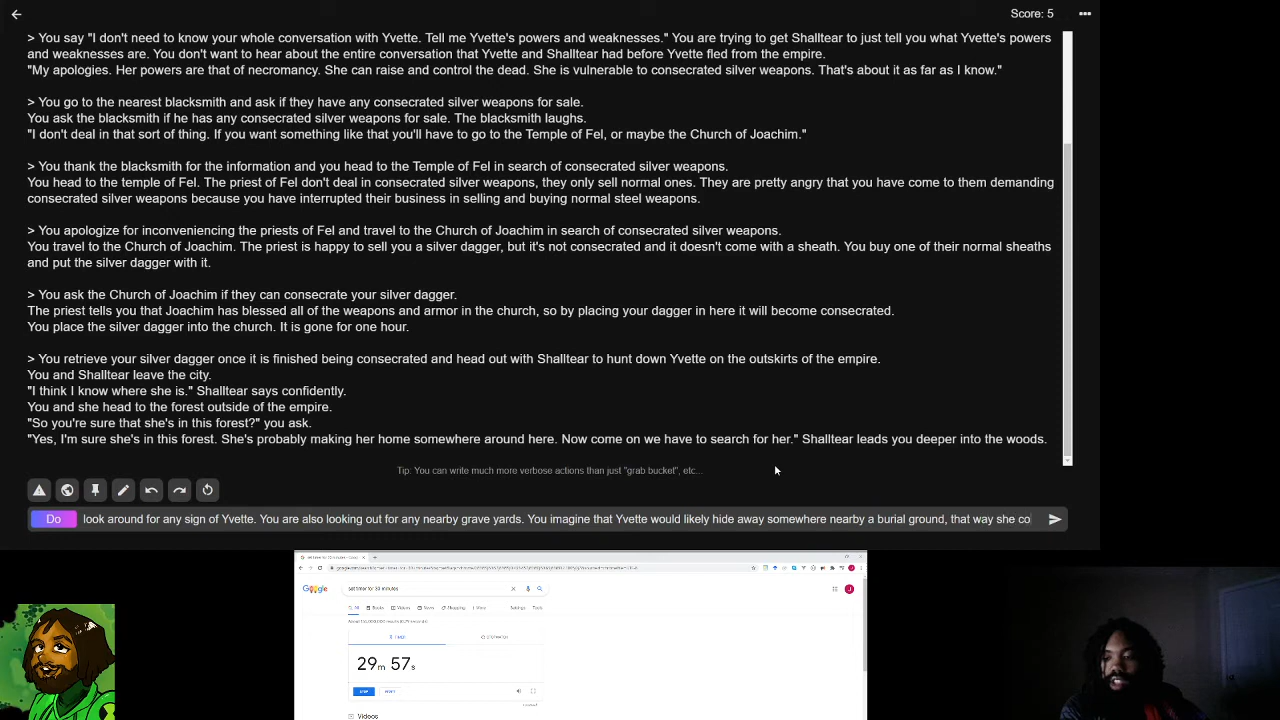 Score: 5
> You say "I don't need to know your whole conversation with Yvette. Tell me Yvette's powers and weaknesses." You are trying to get Shalltear to just tell you what Yvette's powers
and weaknesses are. You don't want to hear about the entire conversation that Yvette and Shalltear had before Yvette fled from the empire.
"My apologies. Her powers are that of necromancy. She can raise and control the dead. She is vulnerable to consecrated silver weapons. That's about it as far as I know."
> You go to the nearest blacksmith and ask if they have any consecrated silver weapons for sale.
You ask the blacksmith if he has any consecrated silver weapons for sale. The blacksmith laughs.
"I don't deal in that sort of thing. If you want something like that you'll have to go to the Temple of Fel, or maybe the Church of Joachim."
> You thank the blacksmith for the information and you head to the Temple of Fel in search of consecrated silver weapons.
You head to the temple of Fel. The priest of Fel don't deal in consecrated silver weapons, they only sell normal ones. They are pretty angry that you have come to them demanding
consecrated silver weapons because you have interrupted their business in selling and buying normal steel weapons.
> You apologize for inconveniencing the priests of Fel and travel to the Church of Joachim in search of consecrated silver weapons.
You travel to the Church of Joachim. The priest is happy to sell you a silver dagger, but it's not consecrated and it doesn't come with a sheath. You buy one of their normal sheaths
and put the silver dagger with it.
> You ask the Church of Joachim if they can consecrate your silver dagger.
The priest tells you that Joachim has blessed all of the weapons and armor in the church, so by placing your dagger in here it will become consecrated.
You place the silver dagger into the church. It is gone for one hour.
> You retrieve your silver dagger once it is finished being consecrated and head out with Shalltear to hunt down Yvette on the outskirts of the empire.
You and Shalltear leave the city.
"I think I know where she is." Shalltear says confidently.
You and she head to the forest outside of the empire.
"So you're sure that she's in this forest?" you ask.
"Yes, I'm sure she's in this forest. She's probably making her home somewhere around here. Now come on we have to search for her." Shalltear leads you deeper into the woods.
Tip: You can write much more verbose actions than just "grab bucket", etc...
Do look around for any sign of Yvette. You are also looking out for any nearby grave yards. You imagine that Yvette would likely hide away somewhere nearby a burial ground, that way she co
Google
set timer for 30 minutes
All Books Videos News Shopping More Settings Tools
TIMER STOPWATCH
29m 57s
STOP RESET
Videos